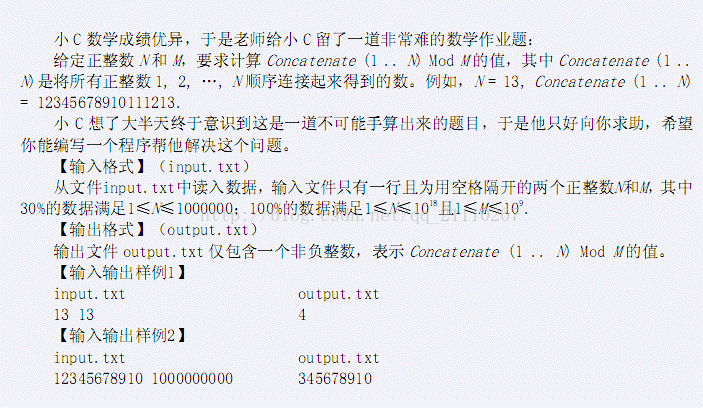 小 C 数学成绩优异，于是老师给小 C 留了一道非常难的数学作业题：
给定正整数 N 和 M，要求计算 Concatenate (1 .. N) Mod M 的值，其中 Concatenate (1 ..
N)是将所有正整数 1, 2, …, N 顺序连接起来得到的数。例如，N = 13, Concatenate (1 .. N)
= 12345678910111213.
小 C 想了大半天终于意识到这是一道不可能手算出来的题目，于是他只好向你求助，希望
你能编写一个程序帮他解决这个问题。
【输入格式】（input.txt）
从文件input.txt中读入数据，输入文件只有一行且为用空格隔开的两个正整数N和M，其中
30%的数据满足1≤N≤1000000；100%的数据满足1≤N≤10^18且1≤M≤10^9.
【输出格式】（output.txt）
输出文件 output.txt 仅包含一个非负整数，表示 Concatenate (1 .. N) Mod M 的值。
【输入输出样例1】
input.txt output.txt
13 13 4
【输入输出样例2】
input.txt output.txt
12345678910 1000000000 345678910